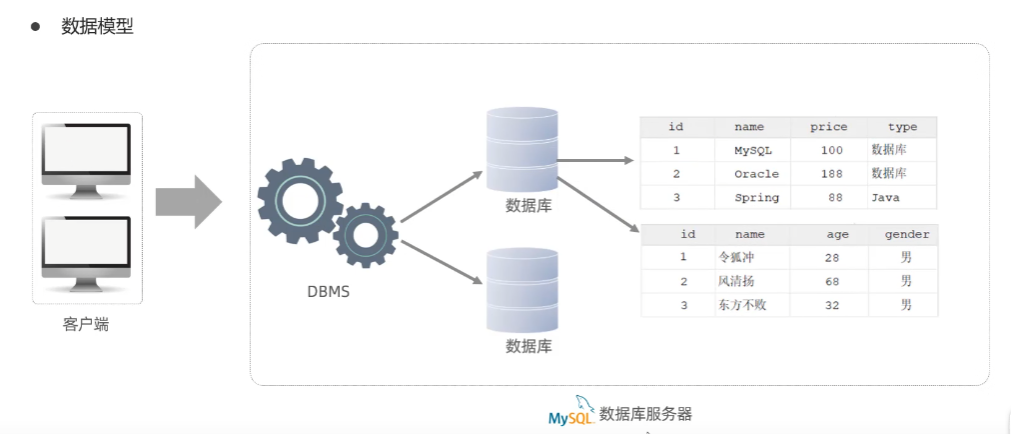 ● 数据模型
客户端
DBMS
数据库
数据库
id name price type
1 MySQL 100 数据库
2 Oracle 188 数据库
3 Spring 88 Java
id name age gender
1 令狐冲 28 男
2 风清扬 68 男
3 东方不败 32 男
MySQL 数据库服务器